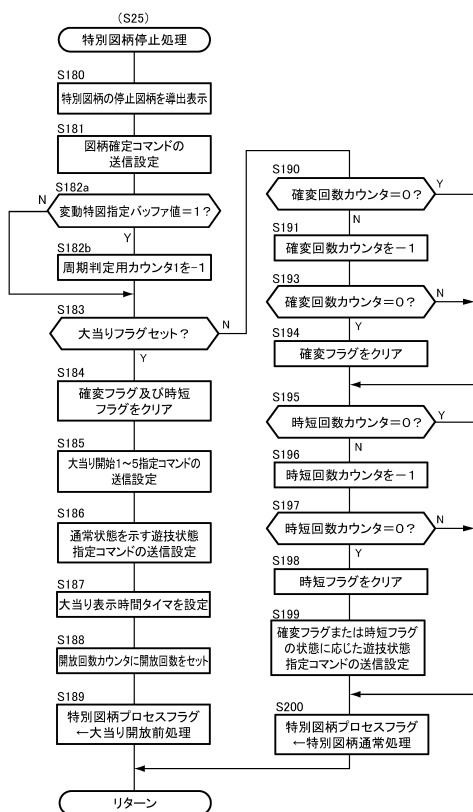 (S25)
特別図柄停止処理
S180
特別図柄の停止図柄を導出表示
S181
図柄確定コマンドの
送信設定
S182a
変動特図指定バッファ値=1?
N
Y
S182b
周期判定用カウンタ1を-1
S183
大当りフラグセット?
N
Y
S184
確変フラグ及び時短
フラグをクリア
S185
大当り開始1~5指定コマンドの
送信設定
S186
通常状態を示す遊技状態
指定コマンドの送信設定
S187
大当り表示時間タイマを設定
S188
開放回数カウンタに開放回数をセット
S189
特別図柄プロセスフラグ
←大当り開放前処理
リターン
S190
確変回数カウンタ=0?
Y
N
S191
確変回数カウンタを-1
S193
確変回数カウンタ=0?
N
Y
S194
確変フラグをクリア
S195
時短回数カウンタ=0?
Y
N
S196
時短回数カウンタを-1
S197
時短回数カウンタ=0?
N
Y
S198
時短フラグをクリア
S199
確変フラグまたは時短フラグ
の状態に応じた遊技状態
指定コマンドの送信設定
S200
特別図柄プロセスフラグ
←特別図柄通常処理